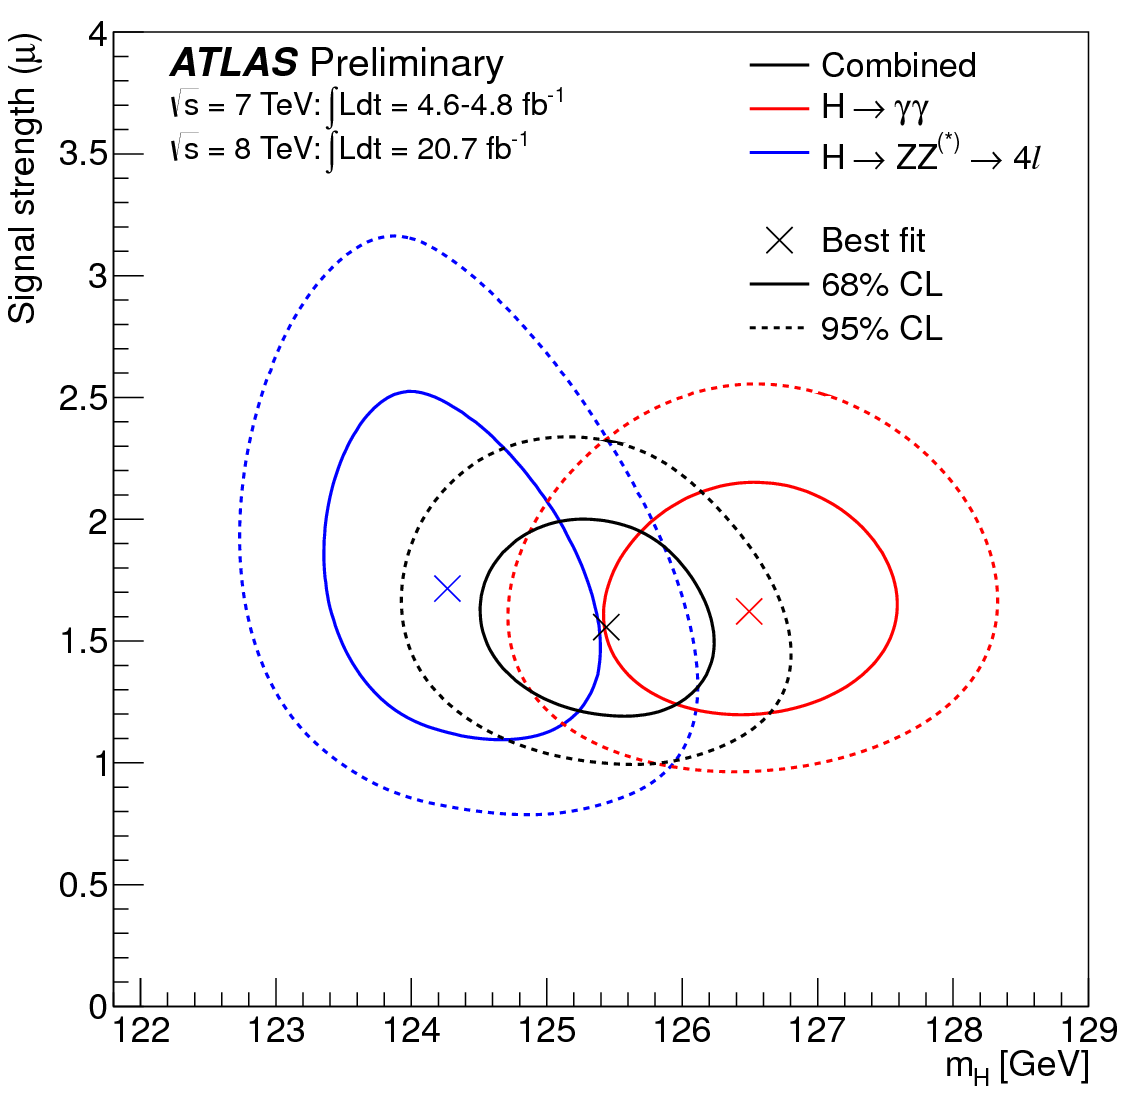 Signal strength (μ)
4
3.5
3
2.5
2
1.5
1
0.5
0
ATLAS Preliminary
√s = 7 TeV: ∫Ldt = 4.6-4.8 fb⁻¹
√s = 8 TeV: ∫Ldt = 20.7 fb⁻¹
Combined
H → γγ
H → ZZ⁽*⁾ → 4l
Best fit
68% CL
95% CL
122 123 124 125 126 127 128 129
m_H [GeV]